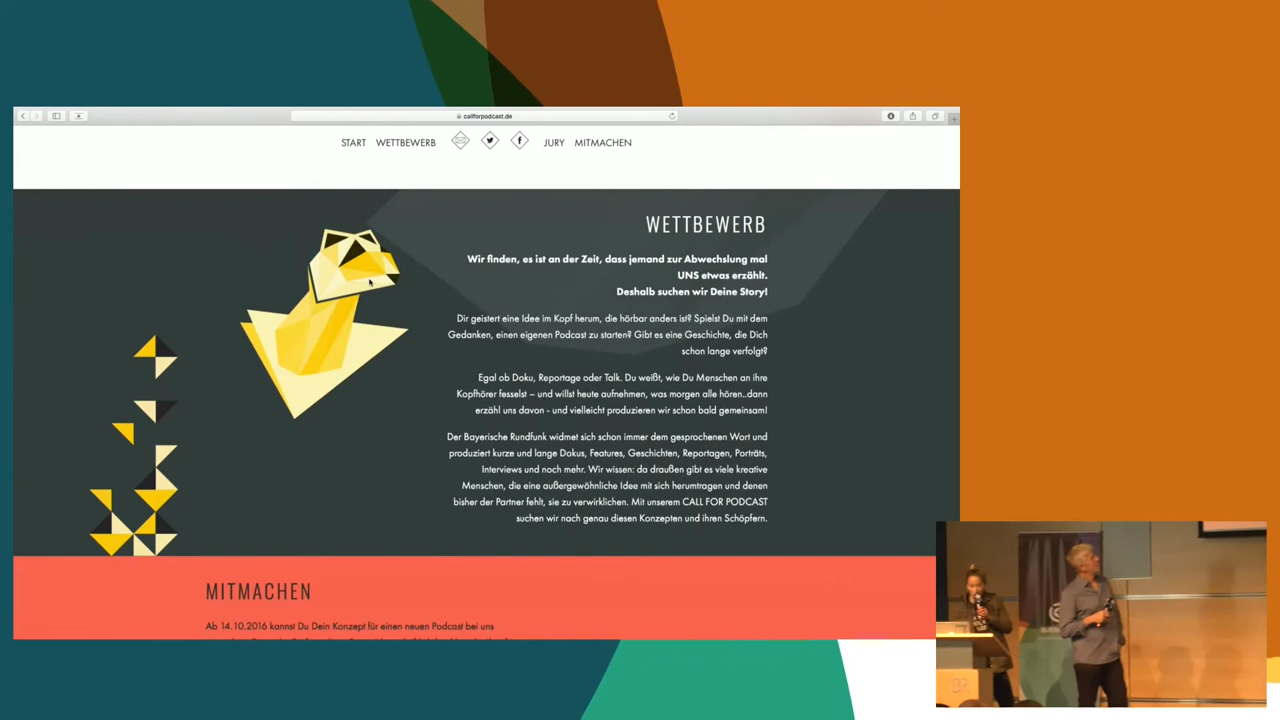 callforpodcast.de
START WETTBEWERB JURY MITMACHEN
WETTBEWERB
Wir finden, es ist an der Zeit, dass jemand zur Abwechslung mal
UNS etwas erzählt.
Deshalb suchen wir Deine Story!
Dir geistert eine Idee im Kopf herum, die hörbar anders ist? Spielst Du mit dem
Gedanken, einen eigenen Podcast zu starten? Gibt es eine Geschichte, die Dich
schon lange verfolgt?
Egal ob Doku, Reportage oder Talk. Du weißt, wie Du Menschen an ihre
Kopfhörer fesselst – und willst heute aufnehmen, was morgen alle hören..dann
erzähl uns davon - und vielleicht produzieren wir schon bald gemeinsam!
Der Bayerische Rundfunk widmet sich schon immer dem gesprochenen Wort und
produziert kurze und lange Dokus, Features, Geschichten, Reportagen, Porträts,
Interviews und noch mehr. Wir wissen: da draußen gibt es viele kreative
Menschen, die eine außergewöhnliche Idee mit sich herumtragen und denen
bisher der Partner fehlt, sie zu verwirklichen. Mit unserem CALL FOR PODCAST
suchen wir nach genau diesen Konzepten und ihren Schöpfern.
MITMACHEN
Ab 14.10.2016 kannst Du Dein Konzept für einen neuen Podcast bei uns
BR